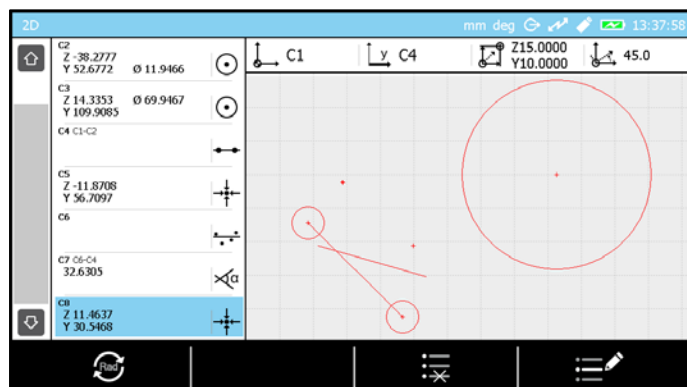 2D
mm deg 13:37:58
C2
Z -38.2777
Y 52.6772 Ø 11.9466
C3
Z 14.3353 Ø 69.9467
Y 109.9085
C4 C1-C2
C5
Z -11.8708
Y 56.7097
C6
C7 C6-C4
32.6305
α
C8
Z 11.4637
Y 30.5468
C1
y C4
Z15.0000
Y10.0000
45.0
Rad